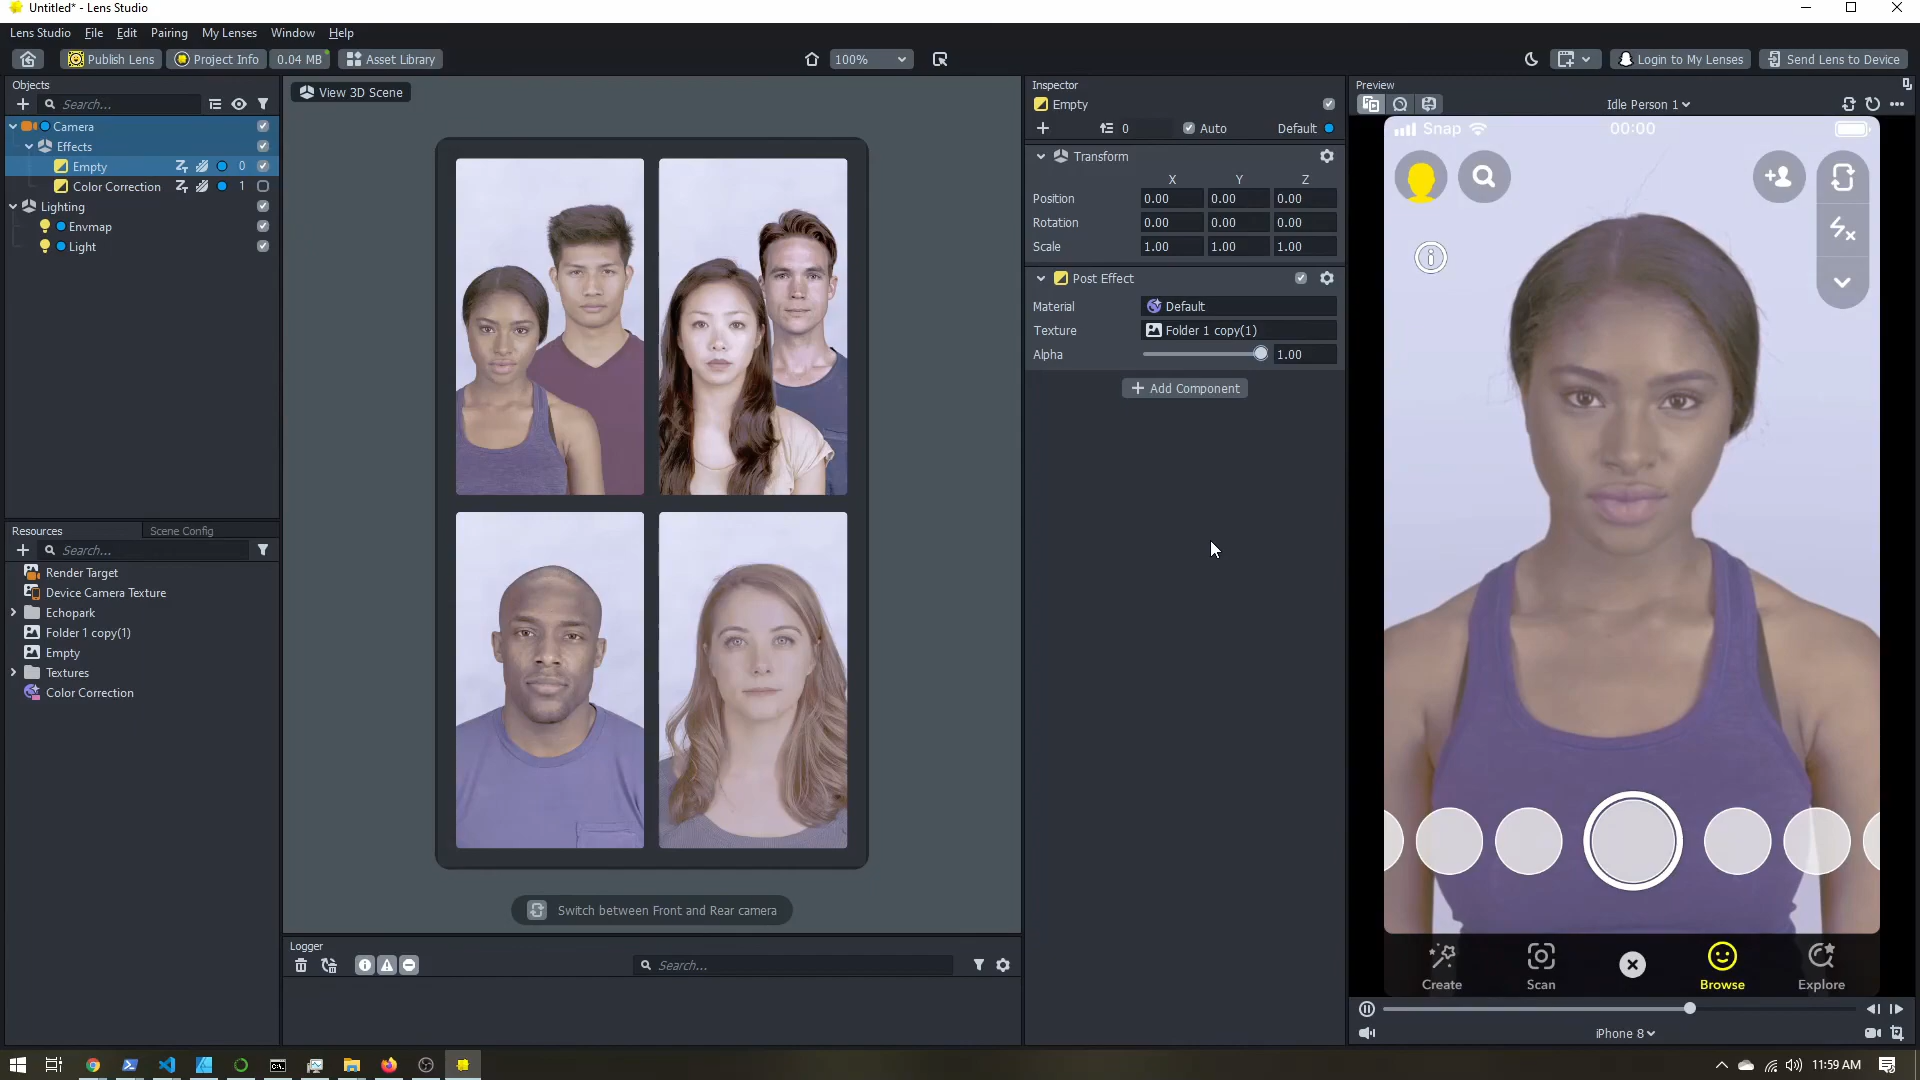 Untitled* - Lens Studio
Lens Studio File Edit Pairing My Lenses Window Help
Publish Lens Project Info 0.04 MB Asset Library 100% Login to My Lenses Send Lens to Device
Objects
Search...
Camera
Effects
Empty 0
Color Correction 1
Lighting
Envmap
Light
Resources Scene Config
Search...
Render Target
Device Camera Texture
Echopark
Folder 1 copy(1)
Empty
Textures
Color Correction
View 3D Scene
Switch between Front and Rear camera
Logger
Search...
Inspector
Empty
0 Auto Default
Transform
X Y Z
Position 0.00 0.00 0.00
Rotation 0.00 0.00 0.00
Scale 1.00 1.00 1.00
Post Effect
Material Default
Texture Folder 1 copy(1)
Alpha 1.00
+ Add Component
Preview
Idle Person 1
Snap 00:00
Create Scan Browse Explore
iPhone 8
11:59 AM